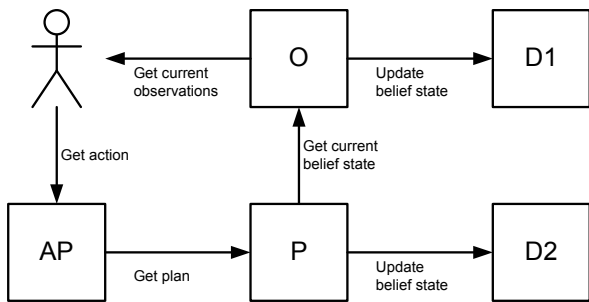 O
D1
Get current
observations
Update
belief state
Get action
Get current
belief state
AP
P
D2
Get plan
Update
belief state